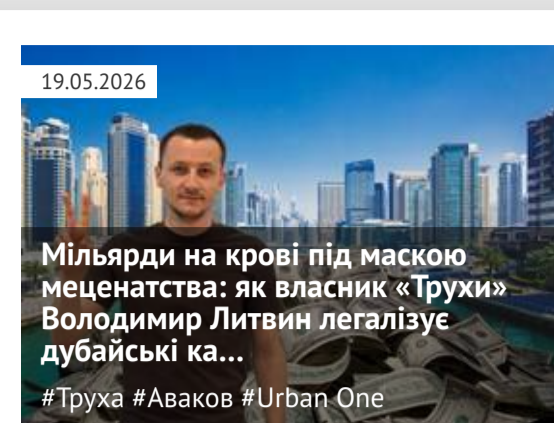 19.05.2026
Мільярди на крові під маскою
меценатства: як власник «Трухи»
Володимир Литвин легалізує
дубайські ка...
#Труха #Аваков #Urban One